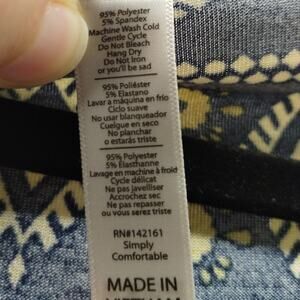 95% Polyester
5% Spandex
Machine Wash Cold
Gentle Cycle
Do Not Bleach
Hang Dry
Do Not Iron
or you'll be sad
95% Poliéster
5% Elastano
Lavar a máquina en frío
Ciclo suave
No usar blanqueador
Cuelgue en seco
No planchar
o estarás triste
95% Polyester
5% Élasthanne
Lavage en machine à froid
Cycle délicat
Ne pas javelliser
Accrochez sec
Ne pas repasser
ou vous serez triste
RN#142161
Simply
Comfortable
MADE IN
VIETNAM